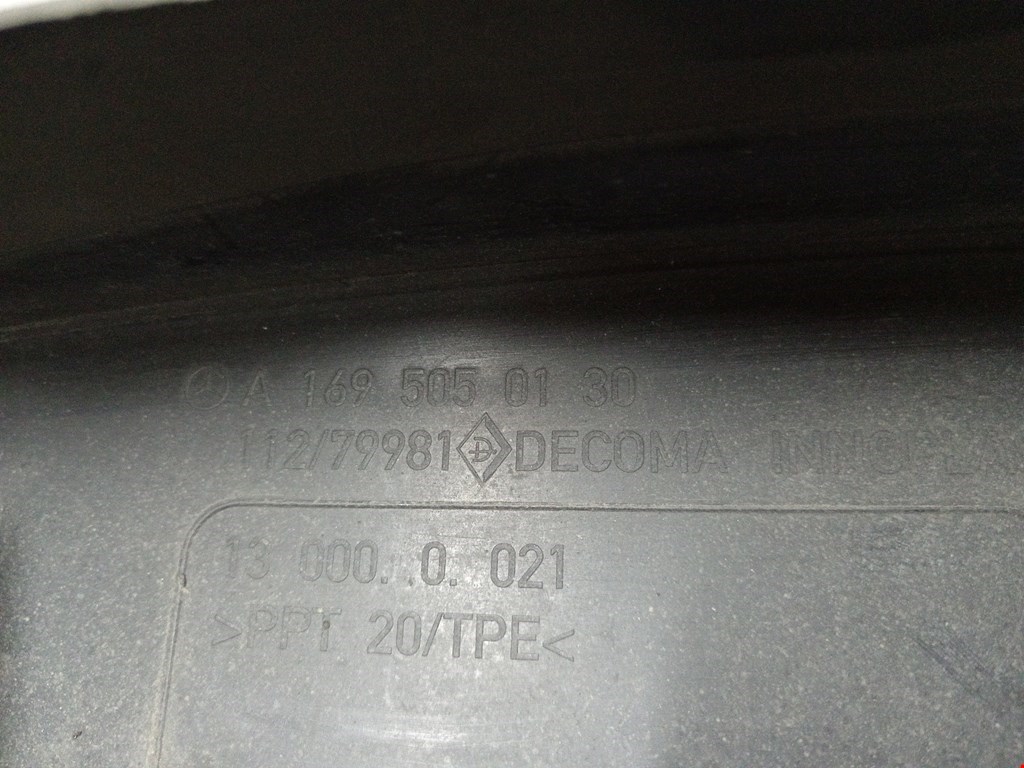 A 169 505 01 30
112/79981 DECOMA
13 000. 0. 021
>PPT 20/TPE<